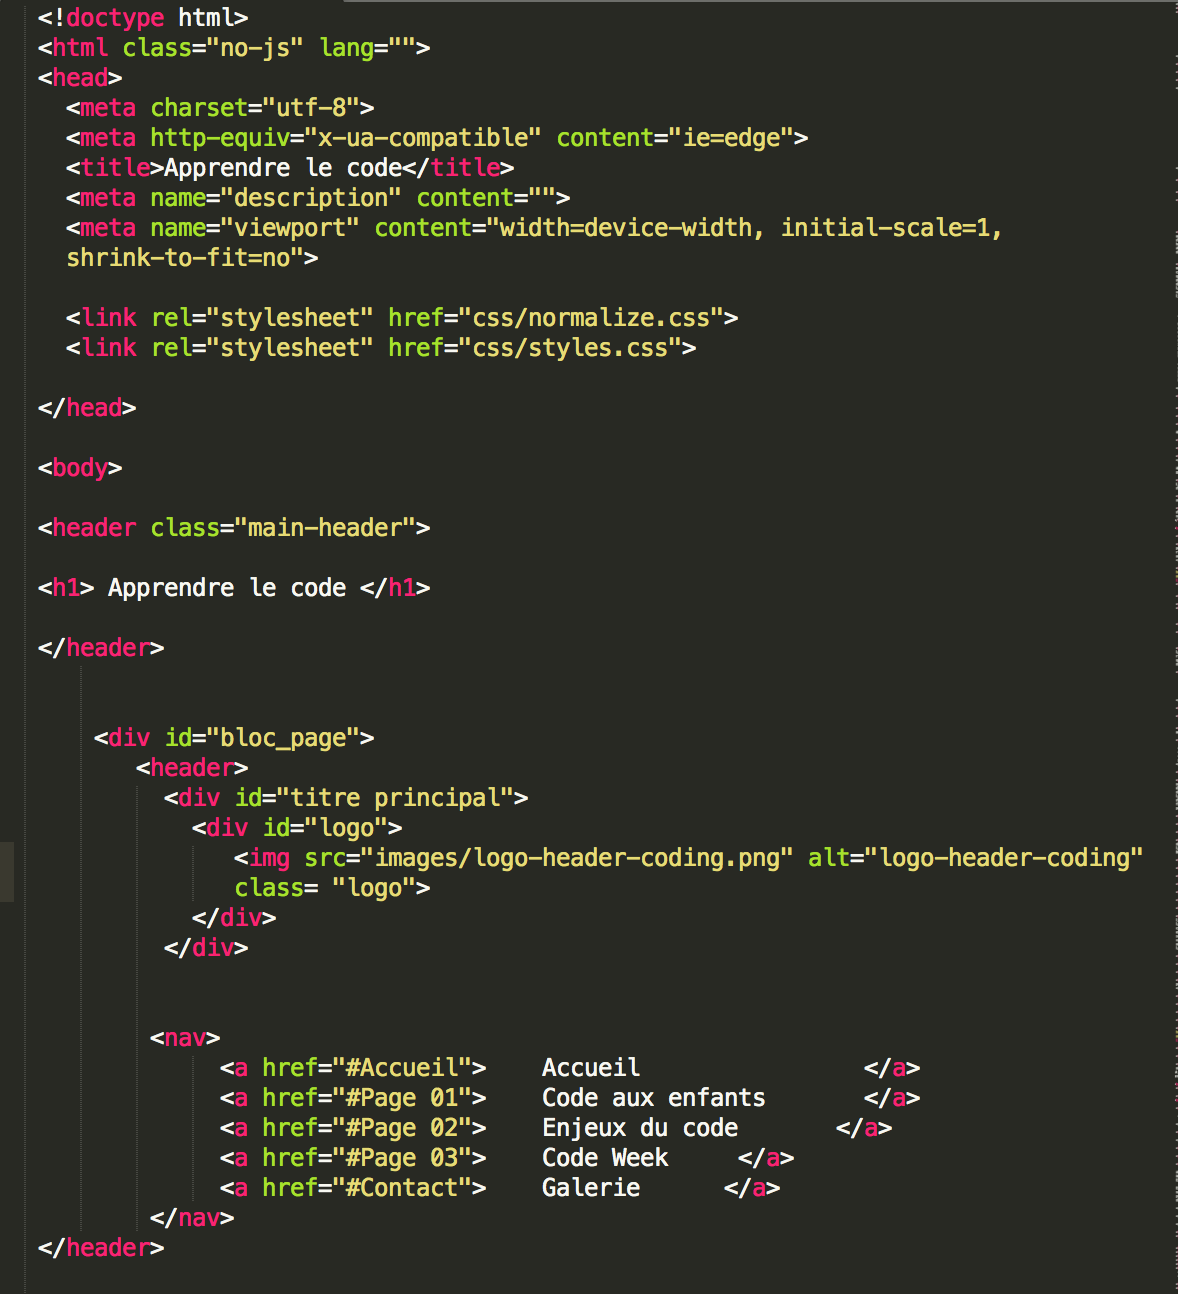 <!doctype html>
<html class="no-js" lang="">
<head>
  <meta charset="utf-8">
  <meta http-equiv="x-ua-compatible" content="ie=edge">
  <title>Apprendre le code</title>
  <meta name="description" content="">
  <meta name="viewport" content="width=device-width, initial-scale=1,
  shrink-to-fit=no">

  <link rel="stylesheet" href="css/normalize.css">
  <link rel="stylesheet" href="css/styles.css">

</head>

<body>

<header class="main-header">

<h1> Apprendre le code </h1>

</header>


    <div id="bloc_page">
       <header>
         <div id="titre principal">
           <div id="logo">
              <img src="images/logo-header-coding.png" alt="logo-header-coding"
              class= "logo">
           </div>
         </div>


        <nav>
             <a href="#Accueil">    Accueil                </a>
             <a href="#Page 01">    Code aux enfants       </a>
             <a href="#Page 02">    Enjeux du code       </a>
             <a href="#Page 03">    Code Week     </a>
             <a href="#Contact">    Galerie      </a>
        </nav>
</header>